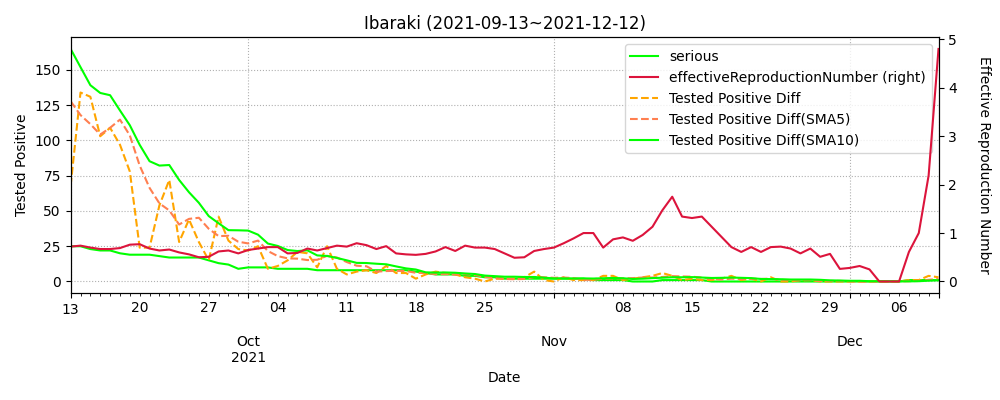 Ibaraki (2021-09-13~2021-12-12)
serious
effectiveReproductionNumber (right)
Tested Positive Diff
Tested Positive Diff(SMA5)
Tested Positive Diff(SMA10)
Tested Positive
150
125
100
75
50
25
0
Effective Reproduction Number
5
4
3
2
1
0
13 20 27 04 11 18 25 08 15 22 29 06
Oct Nov Dec
2021
Date